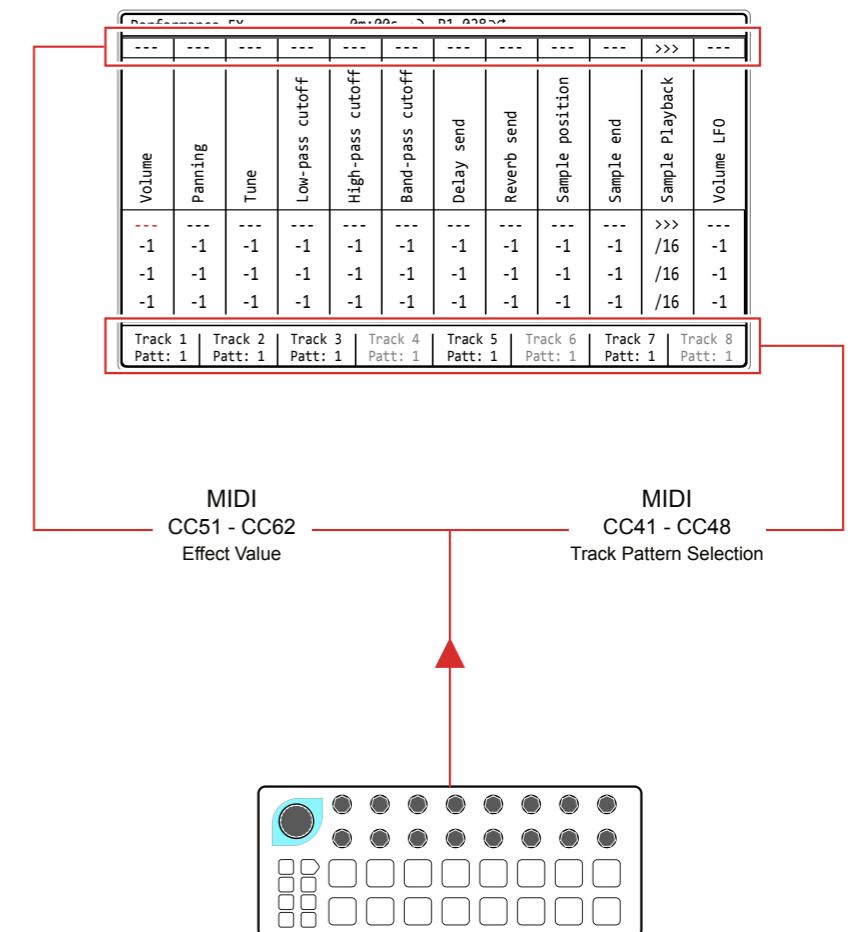 --- --- --- --- --- --- --- --- --- --- >>> ---
Volume
Panning
Tune
Low-pass cutoff
High-pass cutoff
Band-pass cutoff
Delay send
Reverb send
Sample position
Sample end
Sample Playback
Volume LFO
--- --- --- --- --- --- --- --- --- --- >>> ---
-1 -1 -1 -1 -1 -1 -1 -1 -1 -1 /16 -1
-1 -1 -1 -1 -1 -1 -1 -1 -1 -1 /16 -1
-1 -1 -1 -1 -1 -1 -1 -1 -1 -1 /16 -1
Track 1 | Track 2 | Track 3 | Track 4 | Track 5 | Track 6 | Track 7 | Track 8
Patt: 1 | Patt: 1 | Patt: 1 | Patt: 1 | Patt: 1 | Patt: 1 | Patt: 1 | Patt: 1
MIDI
CC51 - CC62
Effect Value
MIDI
CC41 - CC48
Track Pattern Selection